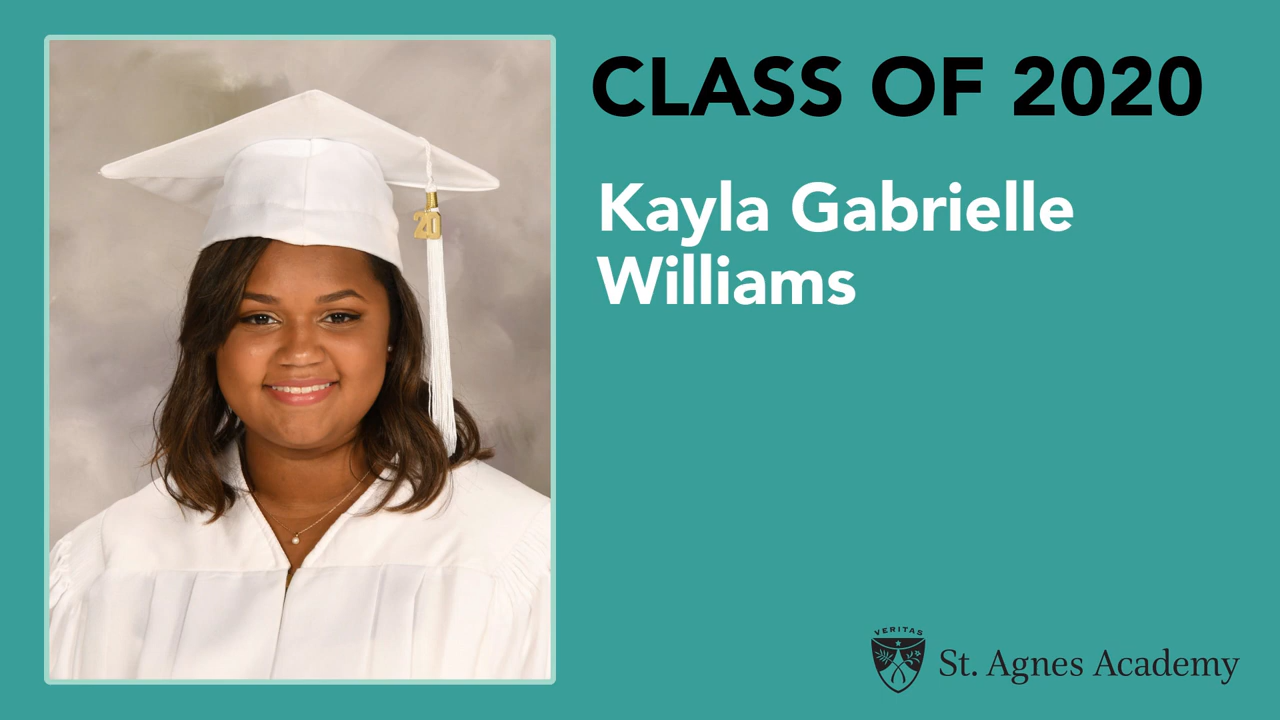 CLASS OF 2020
Kayla Gabrielle
Williams
20
VERITAS
St. Agnes Academy